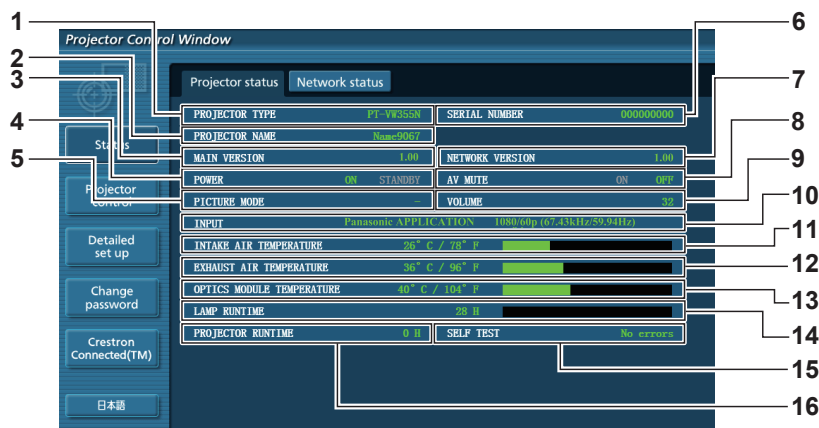 1
2
3
4
5
6
7
8
9
10
11
12
13
14
15
16
Projector Control Window
Projector status Network status
PROJECTOR TYPE PT-VW355N SERIAL NUMBER 000000000
PROJECTOR NAME Name9067
MAIN VERSION 1.00 NETWORK VERSION 1.00
POWER ON STANDBY AV MUTE ON OFF
PICTURE MODE – VOLUME 32
INPUT Panasonic APPLICATION 1080/60p (67.43kHz/59.94Hz)
INTAKE AIR TEMPERATURE 26° C / 78° F
EXHAUST AIR TEMPERATURE 36° C / 96° F
OPTICS MODULE TEMPERATURE 40° C / 104° F
LAMP RUNTIME 28 H
PROJECTOR RUNTIME 0 H SELF TEST No errors
Status
Projector
control
Detailed
set up
Change
password
Crestron
Connected(TM)
日本語